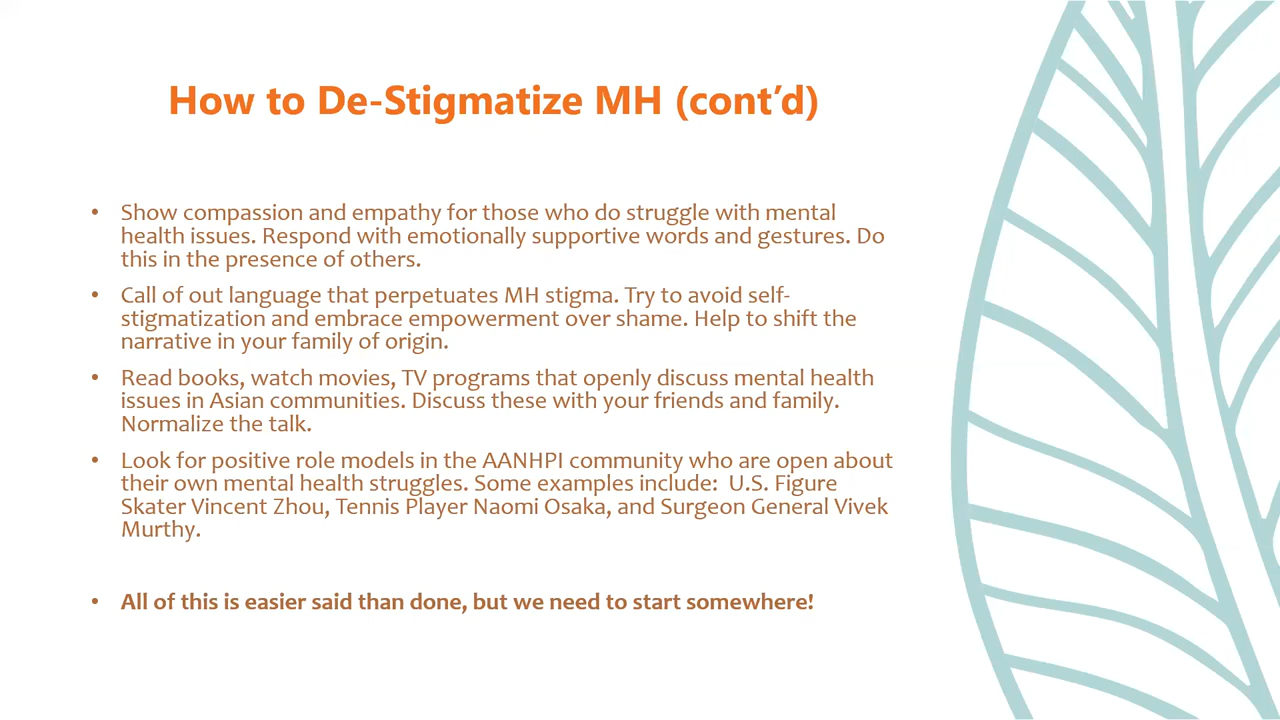 How to De-Stigmatize MH (cont’d)
• Show compassion and empathy for those who do struggle with mental
health issues. Respond with emotionally supportive words and gestures. Do
this in the presence of others.
• Call of out language that perpetuates MH stigma. Try to avoid self-
stigmatization and embrace empowerment over shame. Help to shift the
narrative in your family of origin.
• Read books, watch movies, TV programs that openly discuss mental health
issues in Asian communities. Discuss these with your friends and family.
Normalize the talk.
• Look for positive role models in the AANHPI community who are open about
their own mental health struggles. Some examples include:  U.S. Figure
Skater Vincent Zhou, Tennis Player Naomi Osaka, and Surgeon General Vivek
Murthy.
• All of this is easier said than done, but we need to start somewhere!